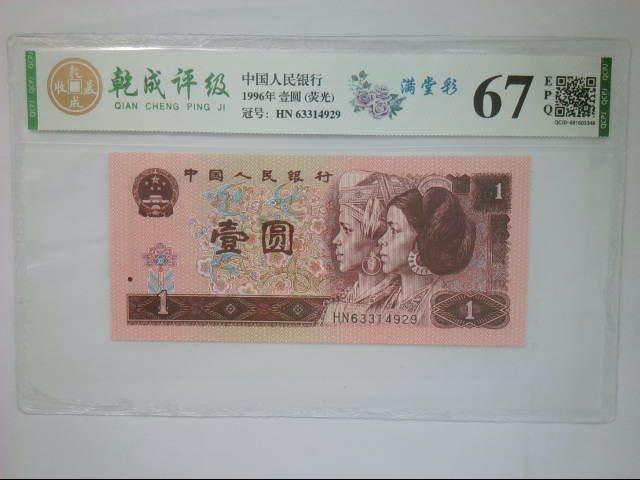 乾成评级
QIAN CHENG PING JI
中国人民银行
1996年 壹圆 (荧光)
冠号: HN 63314929
满堂彩
67
EPQ
QCJD-681603348
中国人民银行
1
壹圆
1
HN63314929
1